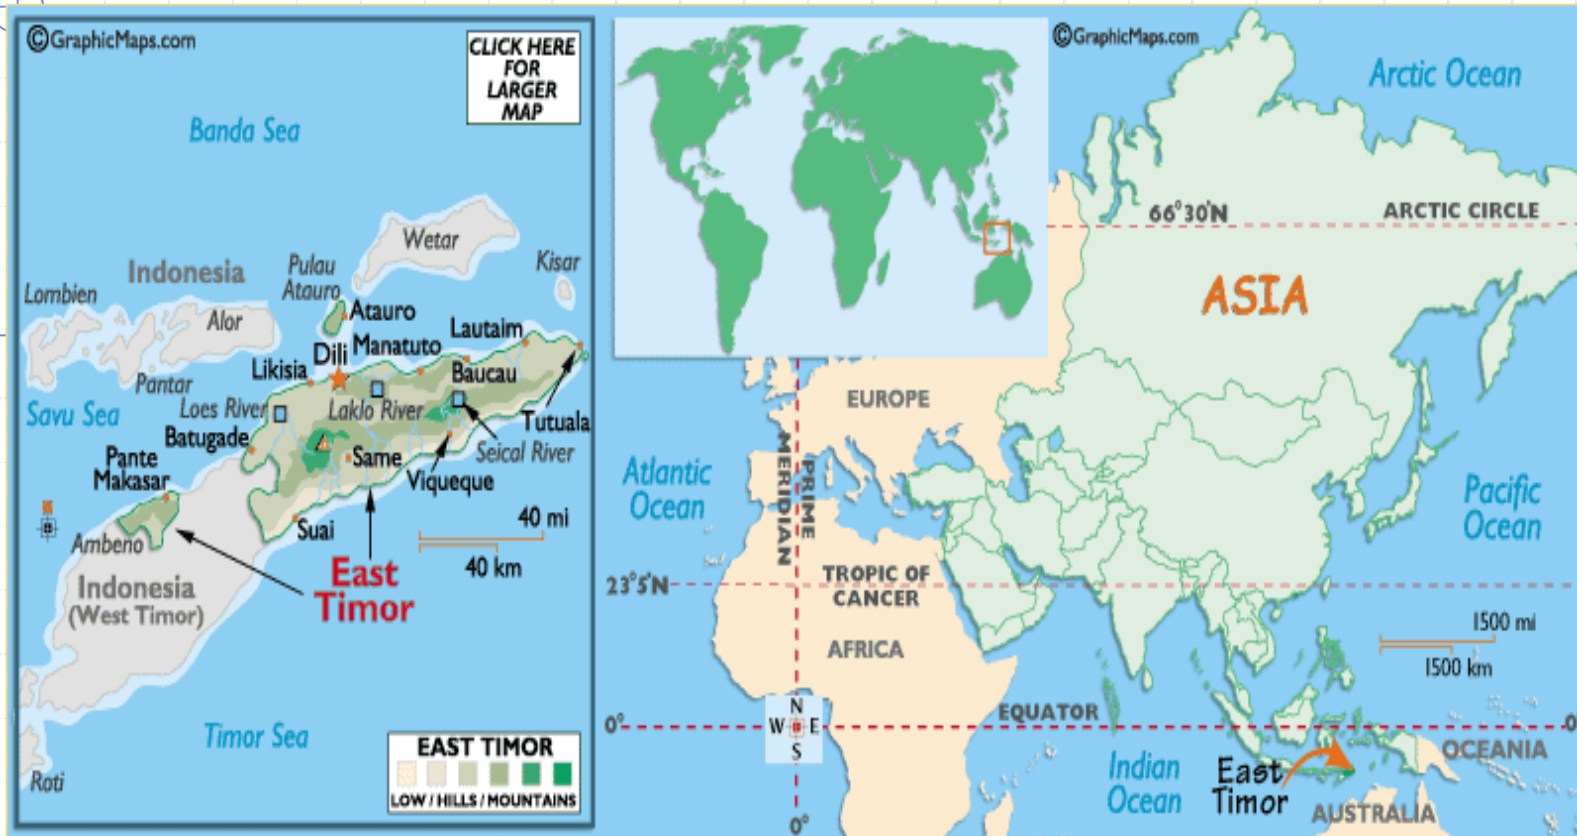 ©GraphicMaps.com
CLICK HERE
FOR
LARGER
MAP
Banda Sea
Wetar
Kisar
Pulau
Atauro
Indonesia
Lombien
Alor
Atauro
Lautaim
Manatuto
Dili
Likisia
Baucau
Pantar
Savu Sea
Loes River
Laklo River
Tutuala
Batugade
Seical River
Pante
Makasar
Same
Viqueque
Suai
40 mi
40 km
Ambeno
East
Timor
Indonesia
(West Timor)
Timor Sea
Roti
EAST TIMOR
LOW / HILLS / MOUNTAINS
©GraphicMaps.com
Arctic Ocean
66°30'N
ARCTIC CIRCLE
ASIA
EUROPE
Atlantic
Ocean
PRIME
MERIDIAN
Pacific
Ocean
TROPIC OF
CANCER
23°5'N
AFRICA
1500 mi
1500 km
EQUATOR
0°
N
W E
S
0
OCEANIA
Indian
Ocean
East
Timor
AUSTRALIA
0°